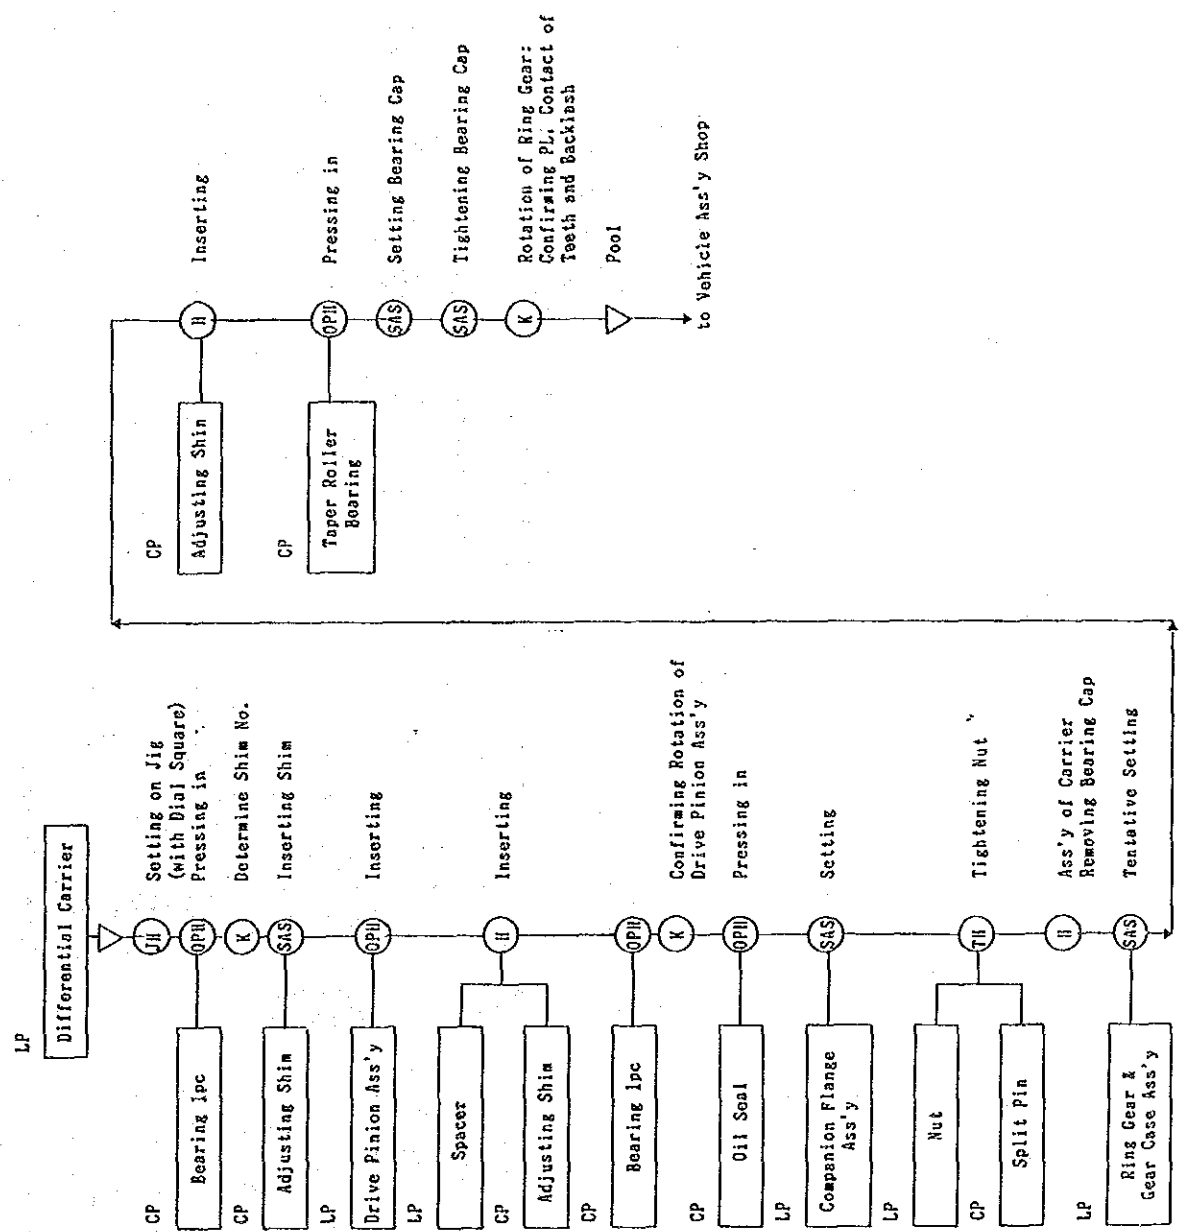 LP
Differential Carrier
JH
Setting on Jig
(with Dial Square)
CP
Bearing 1pc
OPH
Pressing in
K
Determine Shim No.
CP
Adjusting Shim
SAS
Inserting Shim
LP
Drive Pinion Ass'y
OPH
Inserting
LP
Spacer
CP
Adjusting Shim
H
Inserting
CP
Bearing 1pc
OPH
K
Confirming Rotation of
Drive Pinion Ass'y
CP
Oil Seal
OPH
Pressing in
LP
Companion Flange
Ass'y
SAS
Setting
LP
Nut
CP
Split Pin
TH
Tightening Nut
H
Ass'y of Carrier
Removing Bearing Cap
LP
Ring Gear &
Gear Case Ass'y
SAS
Tentative Setting
CP
Adjusting Shin
H
Inserting
CP
Taper Roller
Bearing
OPH
Pressing in
SAS
Setting Bearing Cap
SAS
Tightening Bearing Cap
K
Rotation of Ring Gear:
Confirming PL: Contact of
Teeth and Backlash
Pool
to Vehicle Ass'y Shop